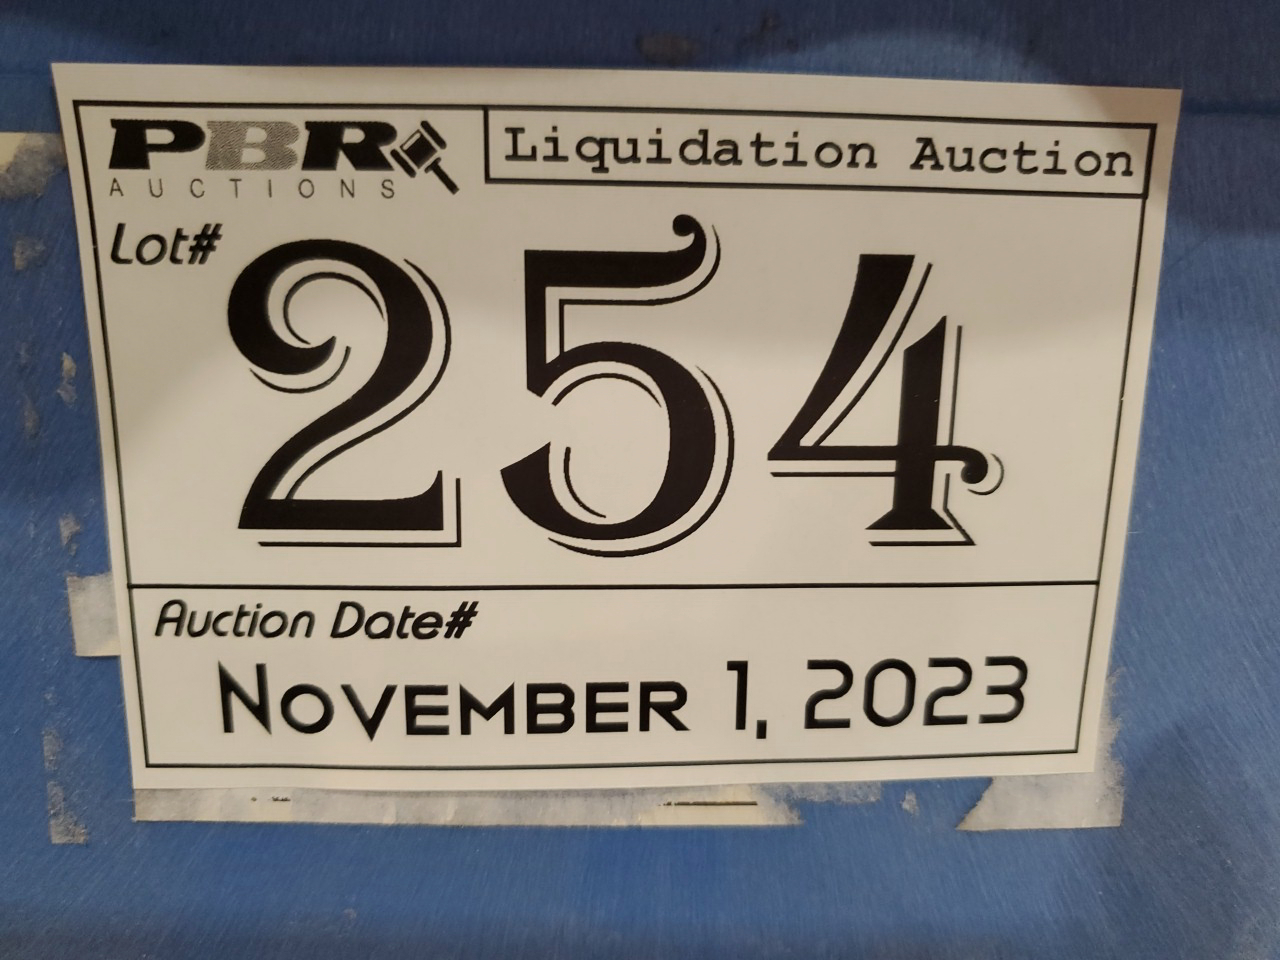 PBR
AUCTIONS
Liquidation Auction
Lot#
254
Auction Date#
November 1, 2023